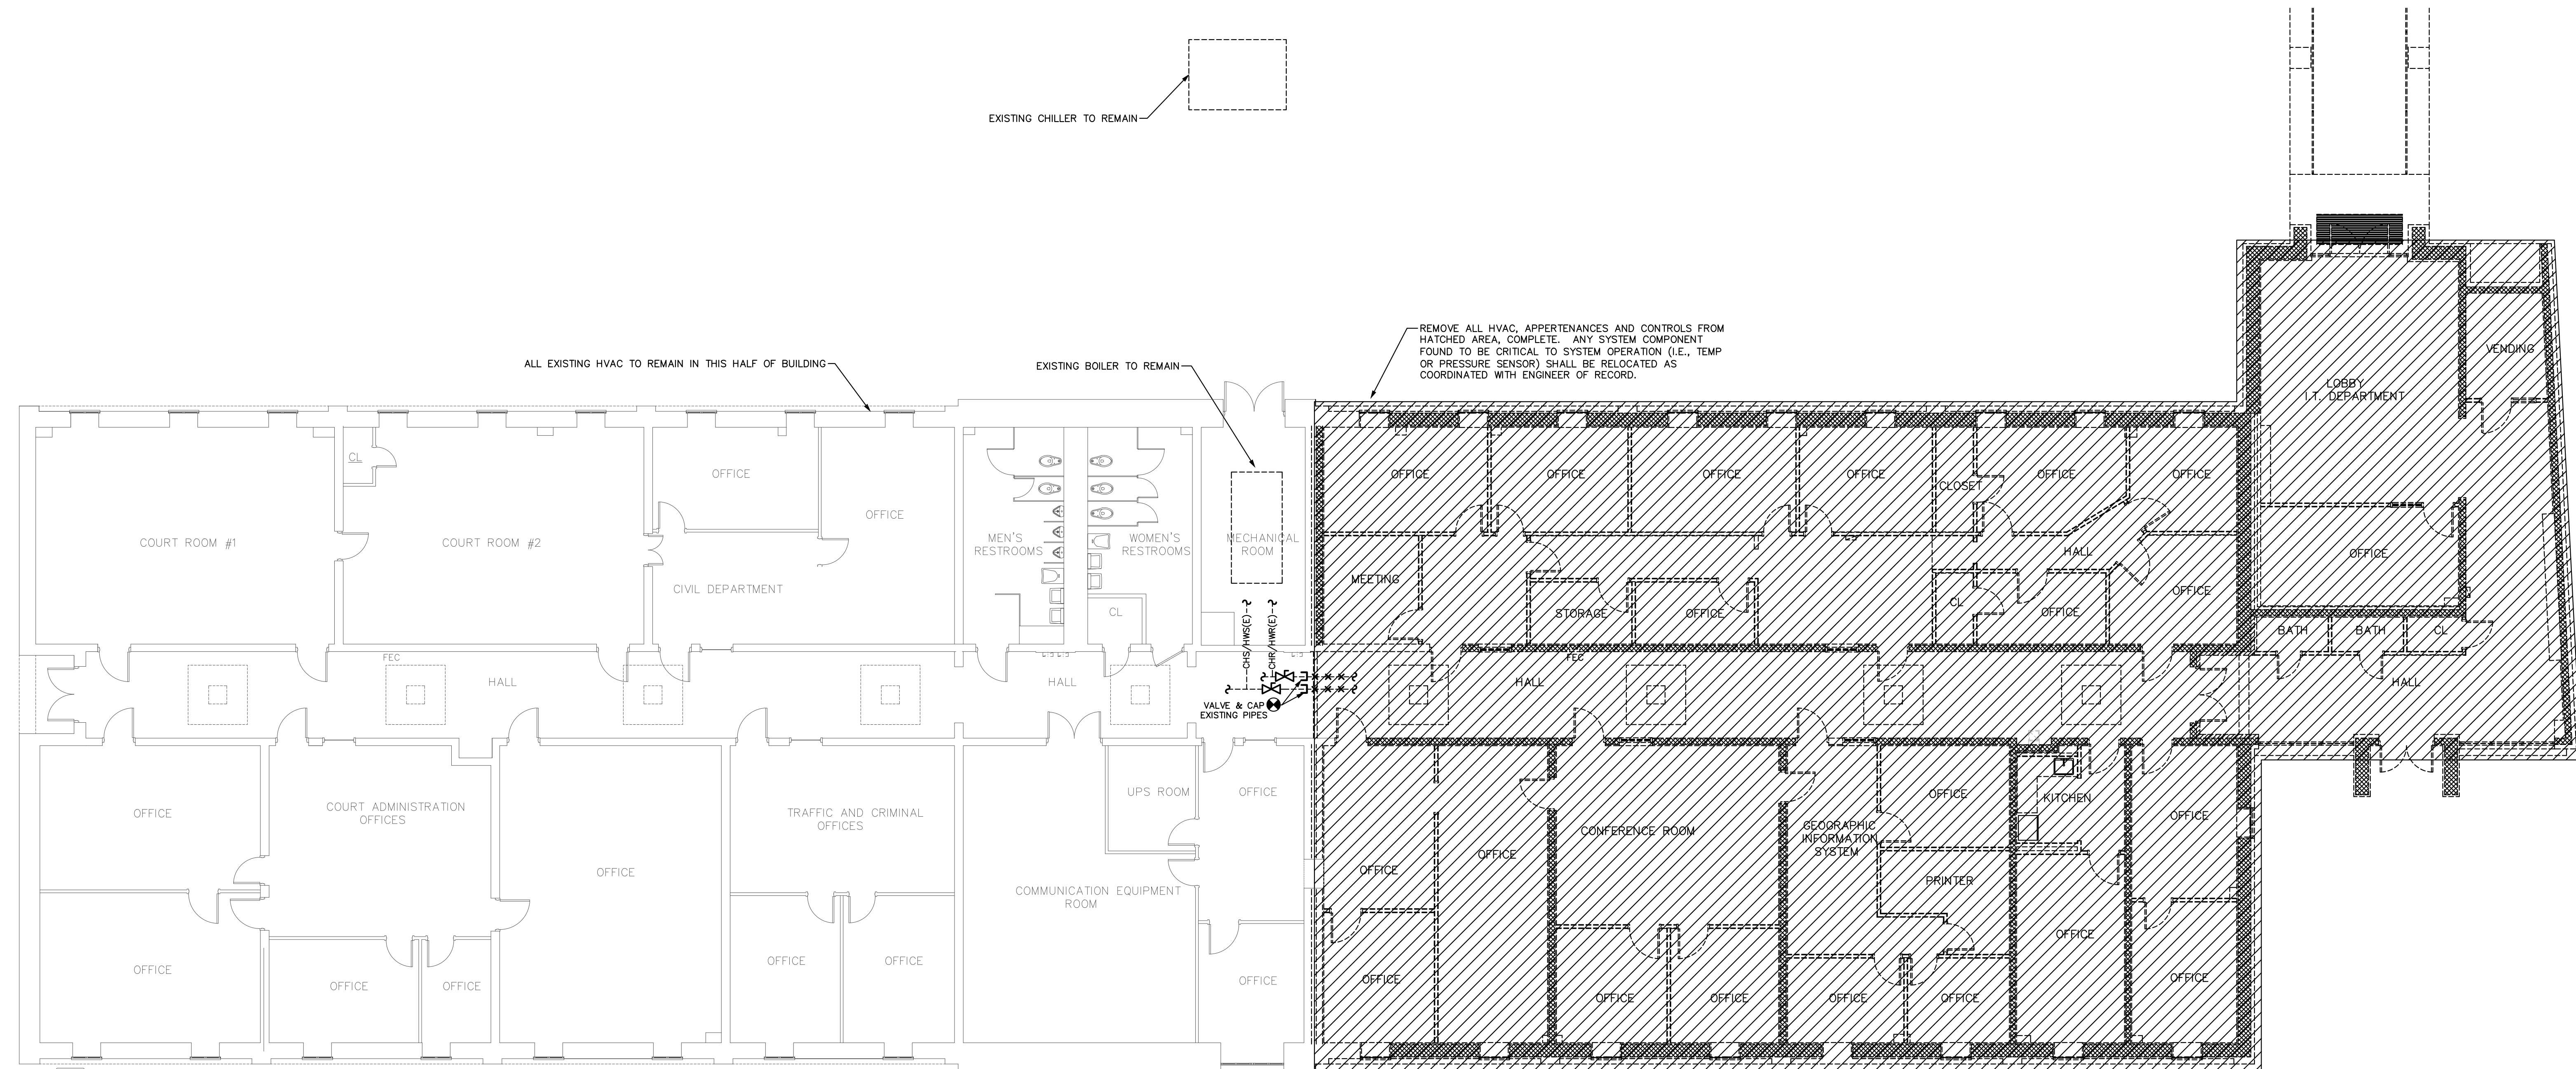 EXISTING CHILLER TO REMAIN
REMOVE ALL HVAC, APPERTENANCES AND CONTROLS FROM
HATCHED AREA, COMPLETE. ANY SYSTEM COMPONENT
FOUND TO BE CRITICAL TO SYSTEM OPERATION (I.E., TEMP
OR PRESSURE SENSOR) SHALL BE RELOCATED AS
COORDINATED WITH ENGINEER OF RECORD.
ALL EXISTING HVAC TO REMAIN IN THIS HALF OF BUILDING
EXISTING BOILER TO REMAIN
VENDING
LOBBY
I.T. DEPARTMENT
CL
OFFICE
OFFICE
OFFICE
OFFICE
OFFICE
OFFICE
CLOSET
OFFICE
OFFICE
COURT ROOM #1
COURT ROOM #2
MEN'S
RESTROOMS
WOMEN'S
RESTROOMS
MECHANICAL
ROOM
HALL
OFFICE
CIVIL DEPARTMENT
MEETING
OFFICE
CL
STORAGE
OFFICE
CL
OFFICE
BATH
BATH
CL
CHS/HWS(E)
CHR/HWR(E)
FEC
FEC
HALL
HALL
HALL
HALL
VALVE & CAP
EXISTING PIPES
OFFICE
COURT ADMINISTRATION
OFFICES
TRAFFIC AND CRIMINAL
OFFICES
UPS ROOM
OFFICE
CONFERENCE ROOM
GEOGRAPHIC
INFORMATION
SYSTEM
OFFICE
KITCHEN
OFFICE
OFFICE
COMMUNICATION EQUIPMENT
ROOM
OFFICE
OFFICE
PRINTER
OFFICE
OFFICE
OFFICE
OFFICE
OFFICE
OFFICE
OFFICE
OFFICE
OFFICE
OFFICE
OFFICE
OFFICE
OFFICE